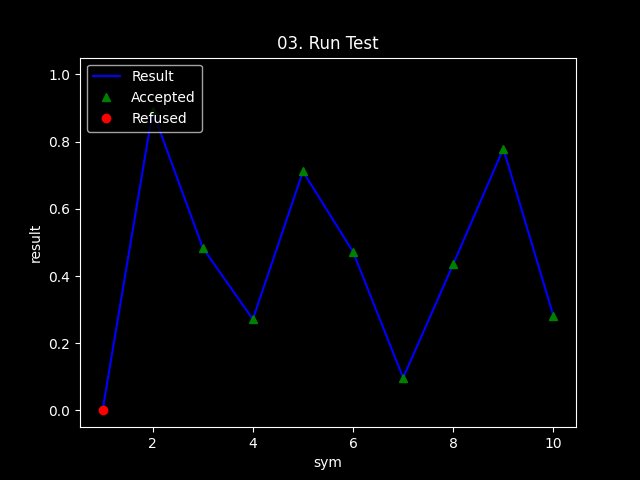 03. Run Test
Result
Accepted
Refused
1.0
0.8
0.6
0.4
0.2
0.0
result
2 4 6 8 10
sym